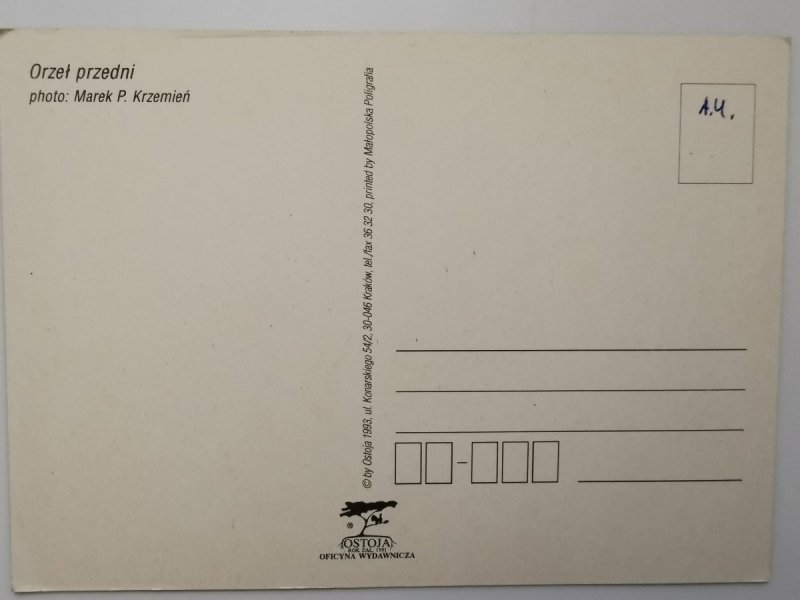 Orzeł przedni
photo: Marek P. Krzemień
© by Ostoja 1993, ul. Konarskiego 54/2, 30-046 Kraków, tel./fax 36 32 30, printed by Małopolska Poligrafia
A.4.
®
OSTOJA
ROK ZAŁ. 1991
OFICYNA WYDAWNICZA